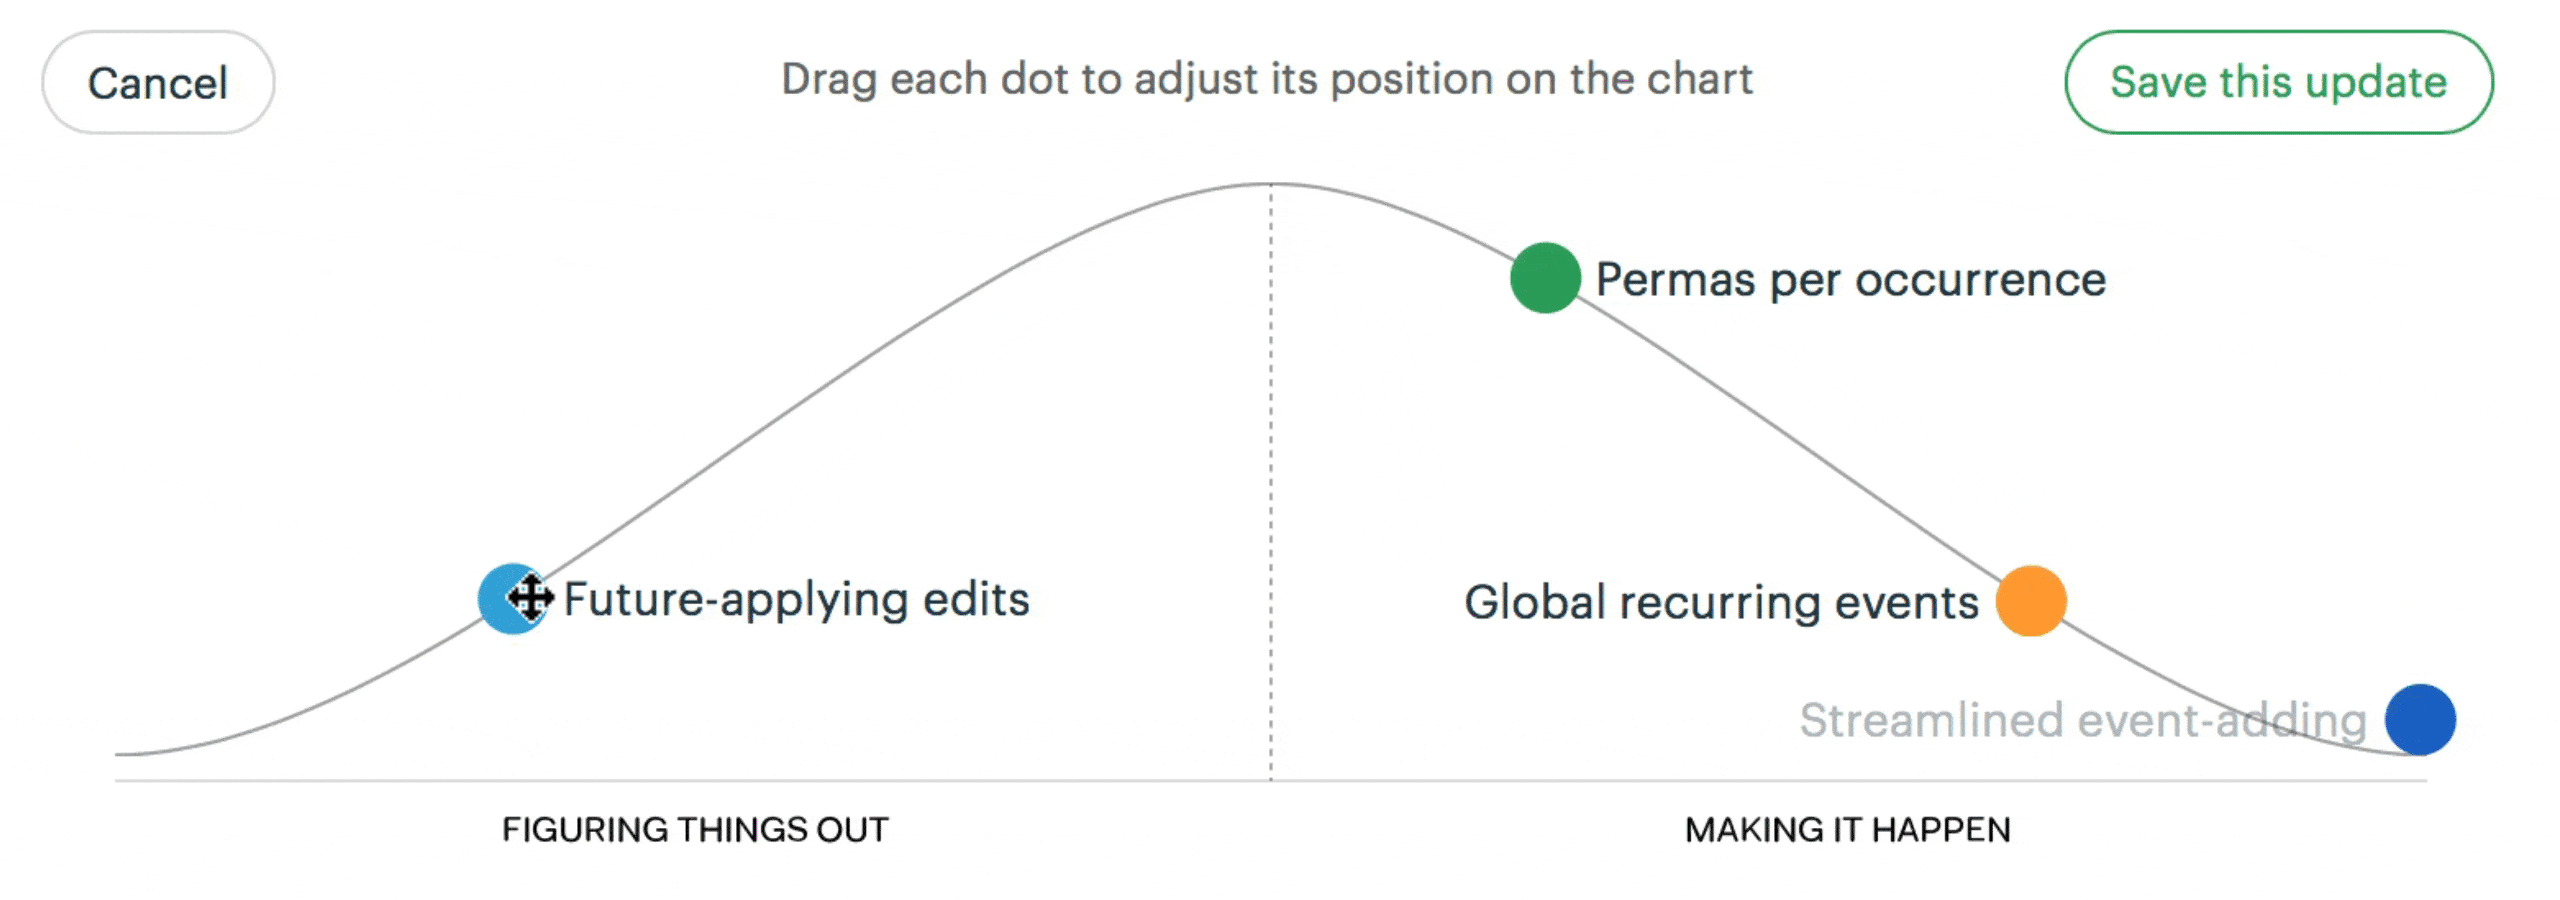 Cancel
Drag each dot to adjust its position on the chart
Save this update
Permas per occurrence
Future-applying edits
Global recurring events
Streamlined event-adding
FIGURING THINGS OUT
MAKING IT HAPPEN